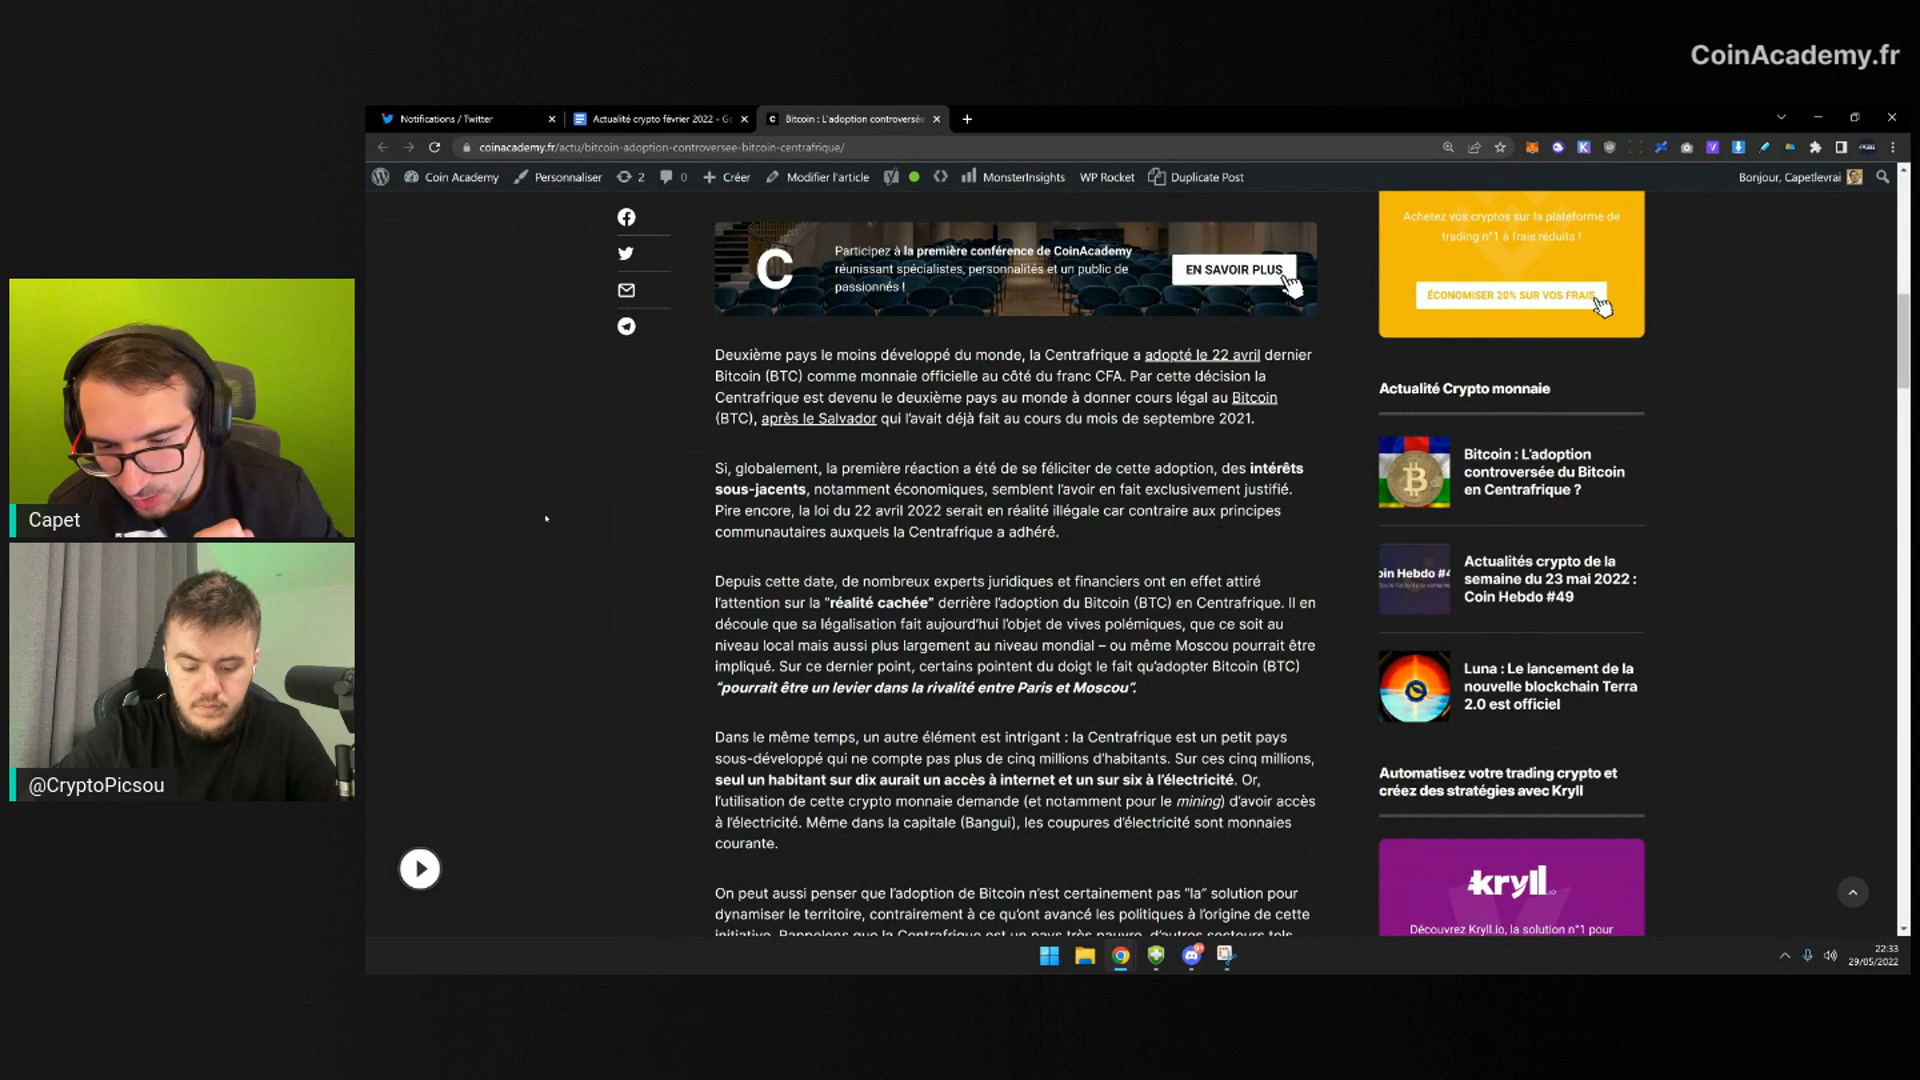 CoinAcademy.fr
Notifications / Twitter
Actualité crypto février 2022 - Go
Bitcoin : L'adoption controversée
coinacademy.fr/actu/bitcoin-adoption-controversee-bitcoin-centrafrique/
Coin Academy
Personnaliser
2
0
Créer
Modifier l'article
MonsterInsights
WP Rocket
Duplicate Post
Bonjour, Capetlevrai
Participez à la première conférence de CoinAcademy
réunissant spécialistes, personnalités et un public de
passionnés !
EN SAVOIR PLUS
Deuxième pays le moins développé du monde, la Centrafrique a adopté le 22 avril dernier
Bitcoin (BTC) comme monnaie officielle au côté du franc CFA. Par cette décision la
Centrafrique est devenu le deuxième pays au monde à donner cours légal au Bitcoin
(BTC), après le Salvador qui l'avait déjà fait au cours du mois de septembre 2021.
Si, globalement, la première réaction a été de se féliciter de cette adoption, des intérêts
sous-jacents, notamment économiques, semblent l'avoir en fait exclusivement justifié.
Pire encore, la loi du 22 avril 2022 serait en réalité illégale car contraire aux principes
communautaires auxquels la Centrafrique a adhéré.
Depuis cette date, de nombreux experts juridiques et financiers ont en effet attiré
l'attention sur la "réalité cachée" derrière l'adoption du Bitcoin (BTC) en Centrafrique. Il en
découle que sa légalisation fait aujourd'hui l'objet de vives polémiques, que ce soit au
niveau local mais aussi plus largement au niveau mondial – ou même Moscou pourrait être
impliqué. Sur ce dernier point, certains pointent du doigt le fait qu'adopter Bitcoin (BTC)
"pourrait être un levier dans la rivalité entre Paris et Moscou".
Dans le même temps, un autre élément est intrigant : la Centrafrique est un petit pays
sous-développé qui ne compte pas plus de cinq millions d'habitants. Sur ces cinq millions,
seul un habitant sur dix aurait un accès à internet et un sur six à l'électricité. Or,
l'utilisation de cette crypto monnaie demande (et notamment pour le mining) d'avoir accès
à l'électricité. Même dans la capitale (Bangui), les coupures d'électricité sont monnaies
courante.
On peut aussi penser que l'adoption de Bitcoin n'est certainement pas "la" solution pour
dynamiser le territoire, contrairement à ce qu'ont avancé les politiques à l'origine de cette
initiative. Rappelons que la Centrafrique est un pays très pauvre, d'autres secteurs tels
Achetez vos cryptos sur la plateforme de
trading n°1 à frais réduits !
ÉCONOMISER 20% SUR VOS FRAIS
Actualité Crypto monnaie
Bitcoin : L'adoption
controversée du Bitcoin
en Centrafrique ?
oin Hebdo #4
Actualités crypto de la
semaine du 23 mai 2022 :
Coin Hebdo #49
Luna : Le lancement de la
nouvelle blockchain Terra
2.0 est officiel
Automatisez votre trading crypto et
créez des stratégies avec Kryll
kryll.io
Découvrez Kryll.io, la solution n°1 pour
Capet
@CryptoPicsou
22:33
29/05/2022